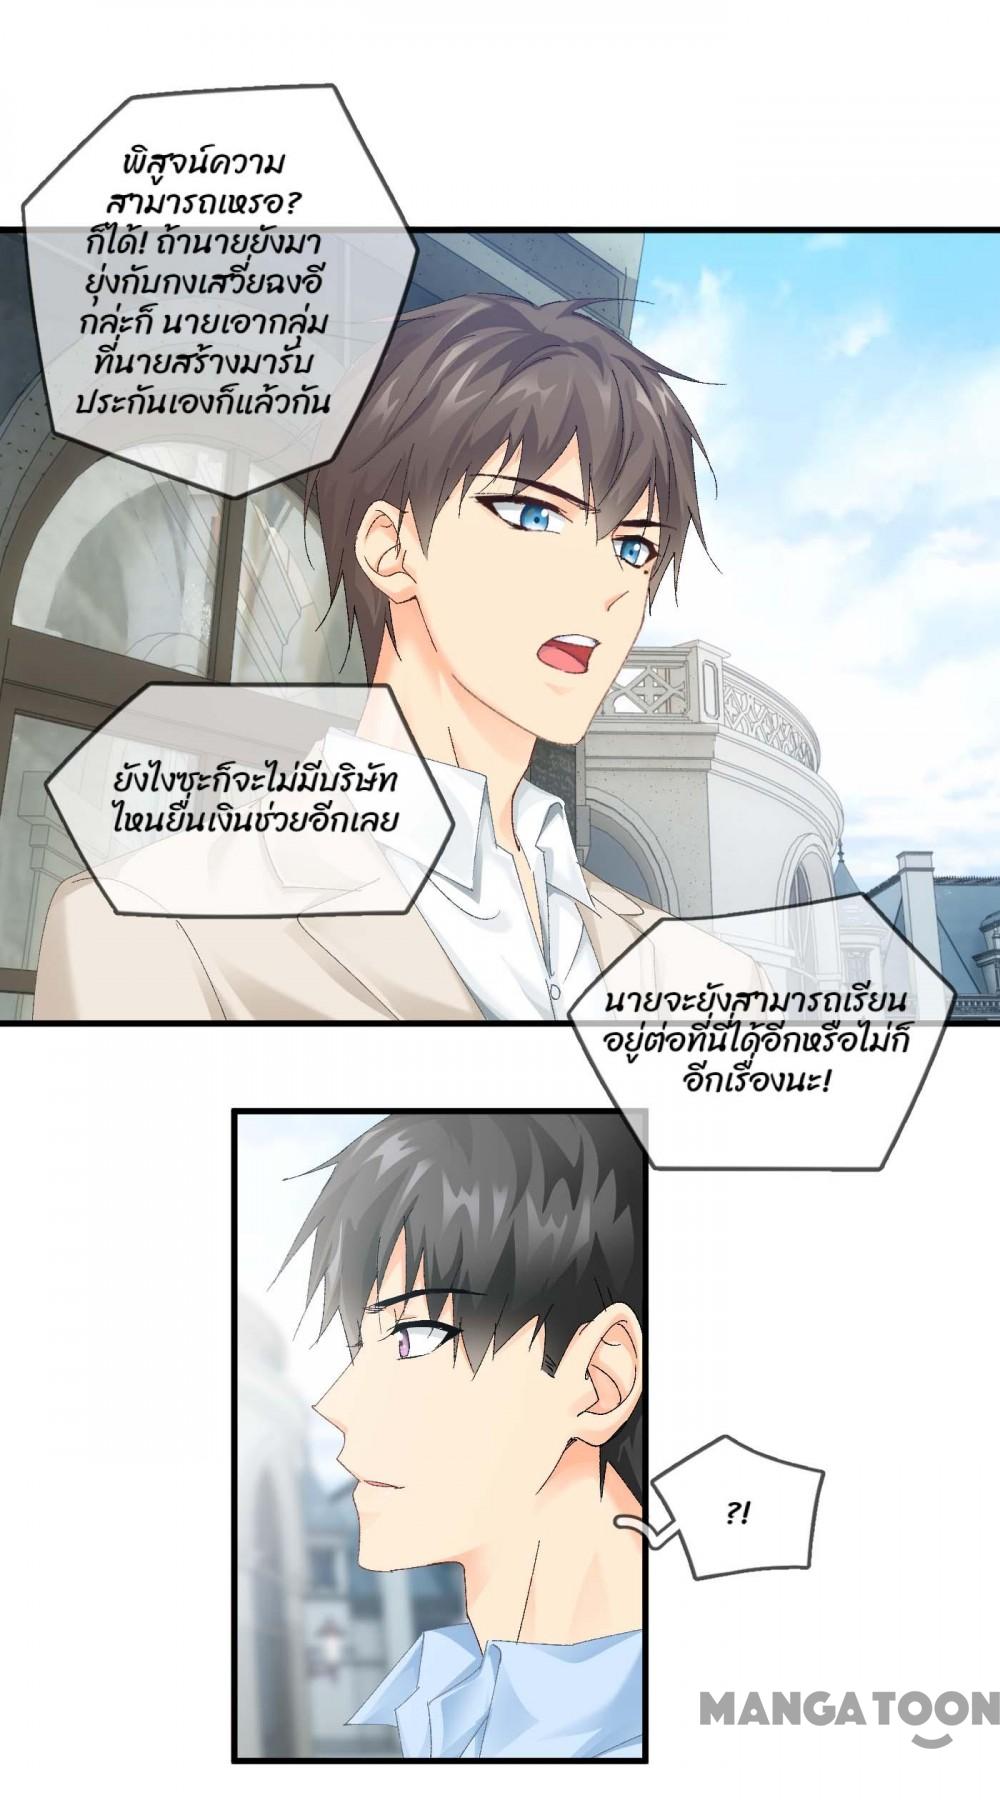 พิสูจน์ความ
สามารถเหรอ?
ก็ได้! ถ้านายยังมา
ยุ่งกับกงเสวี่ยฉงอี
กล่ะก็ นายเอากลุ่ม
ที่นายสร้างมารับ
ประกันเองก็แล้วกัน
ยังไงซะก็จะไม่มีบริษัท
ไหนยื่นเงินช่วยอีกเลย
นายจะยังสามารถเรียน
อยู่ต่อที่นี่ได้อีกหรือไม่ก็
อีกเรื่องนะ!
?!
MANGATOON